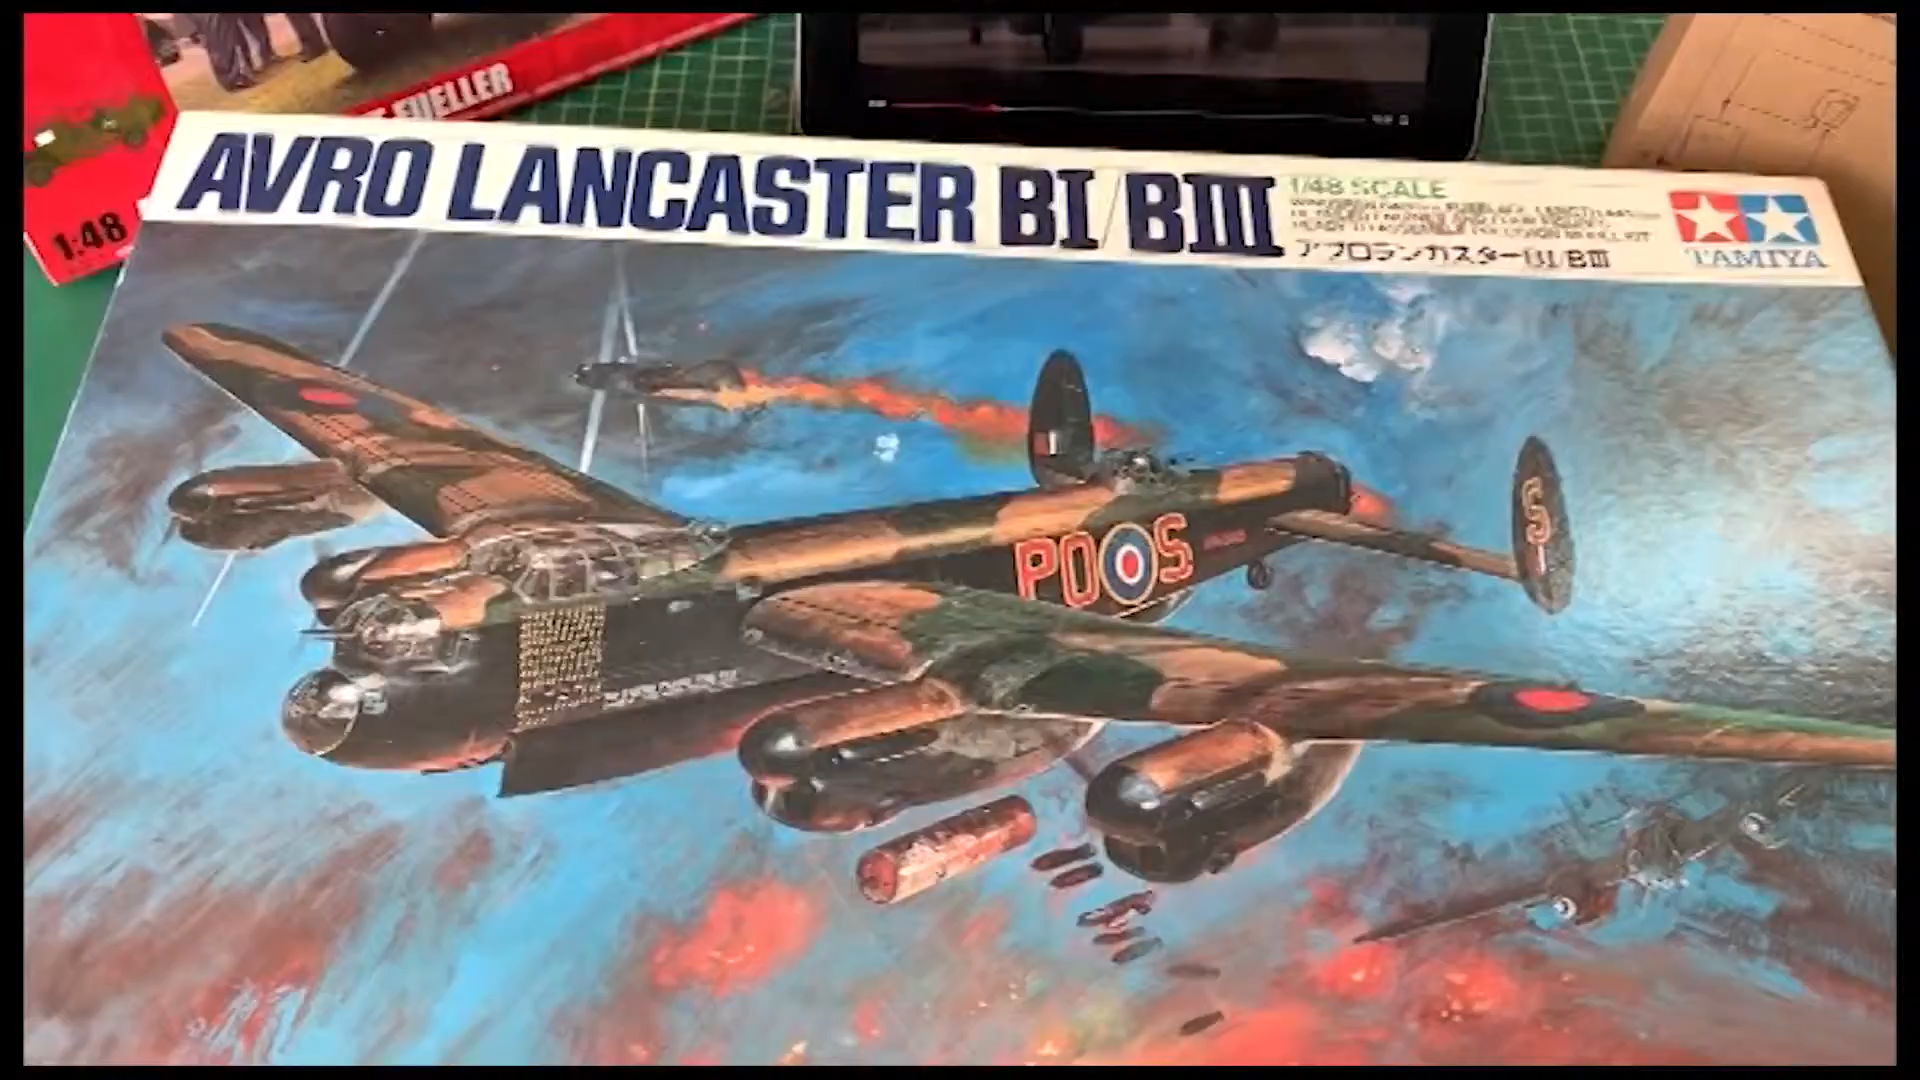 FUELLER
1:48
AVRO LANCASTER BI/BIII
1/48 SCALE
アブロランカスターBI/BIII
TAMIYA
PO S
S